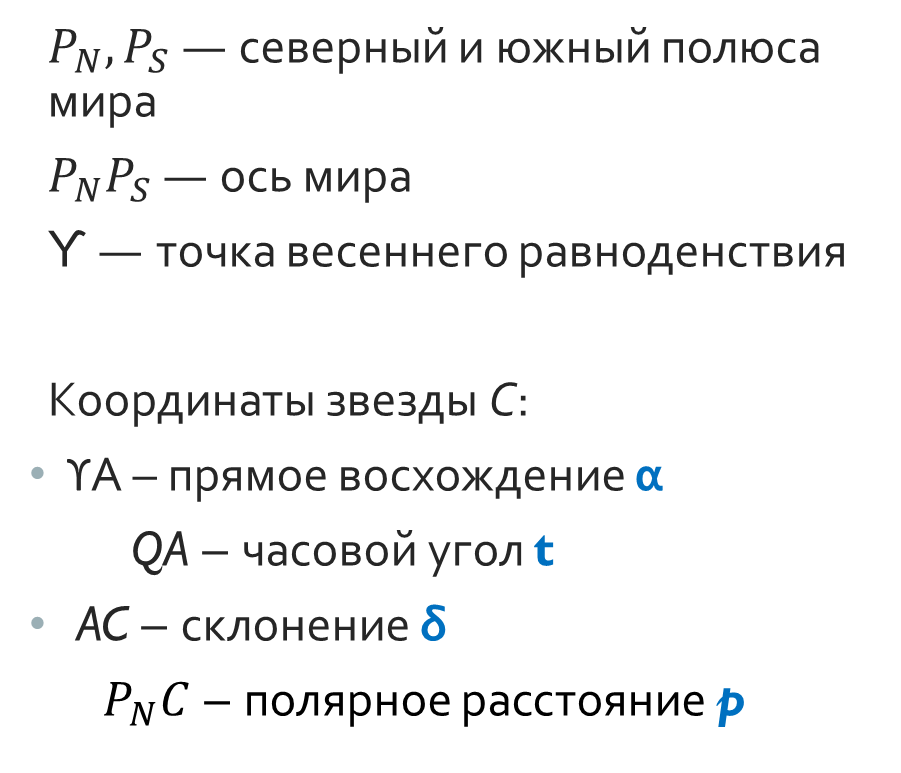 P_N, P_S — северный и южный полюса
мира
P_N P_S — ось мира
ϒ — точка весеннего равноденствия
Координаты звезды C:
• ϒA – прямое восхождение α
QA – часовой угол t
• AC – склонение δ
P_N C – полярное расстояние p